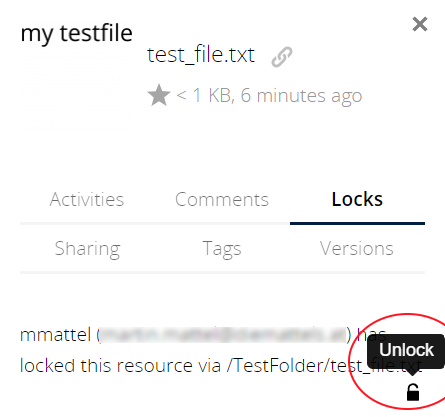 my testfile
test_file.txt
< 1 KB, 6 minutes ago
Activities Comments Locks
Sharing Tags Versions
mmattel ( ) has
Unlock
locked this resource via /TestFolder/test_file.txt